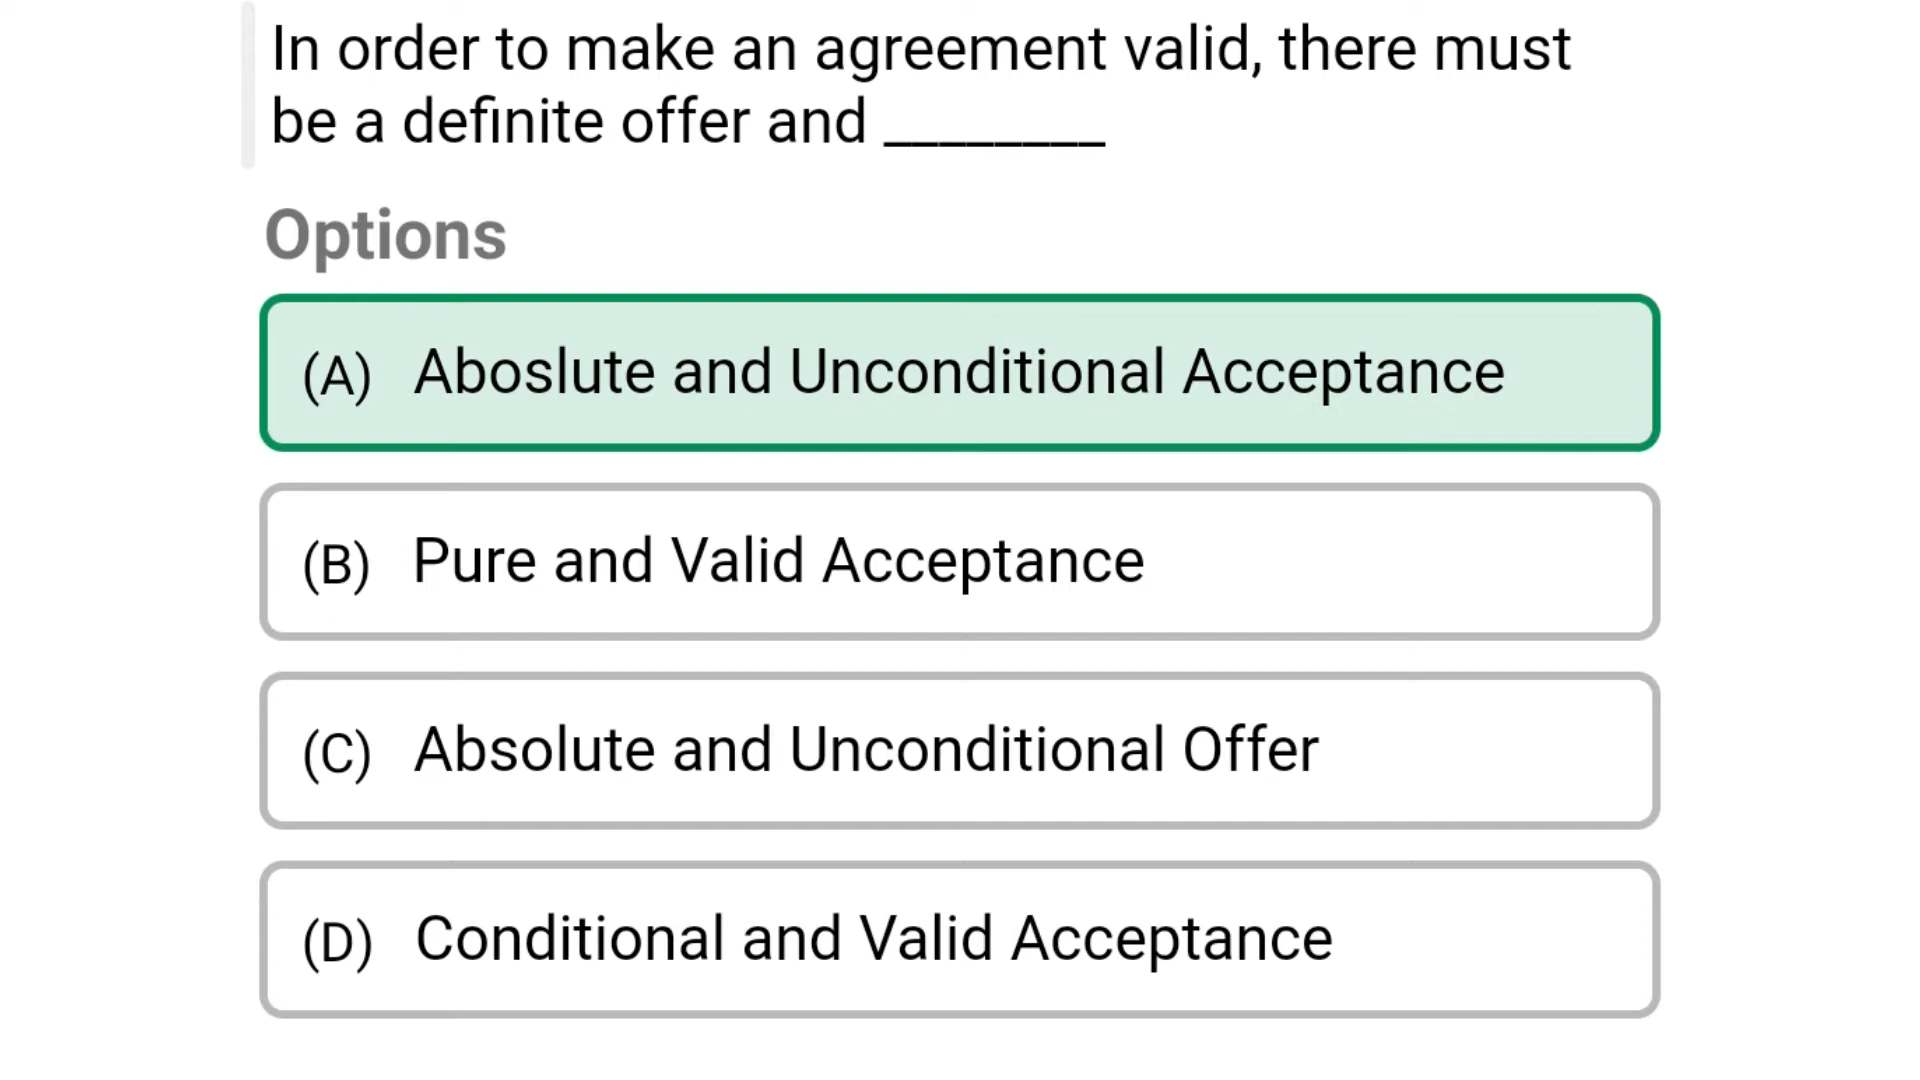 In order to make an agreement valid, there must
be a definite offer and ________
Options
(A) Aboslute and Unconditional Acceptance
(B) Pure and Valid Acceptance
(C) Absolute and Unconditional Offer
(D) Conditional and Valid Acceptance